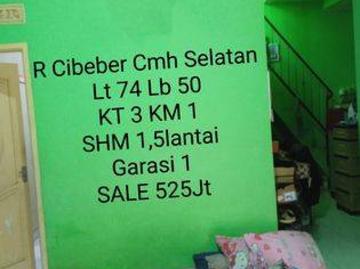 R Cibeber Cmh Selatan
Lt 74 Lb 50
KT 3 KM 1
SHM 1,5lantai
Garasi 1
SALE 525Jt